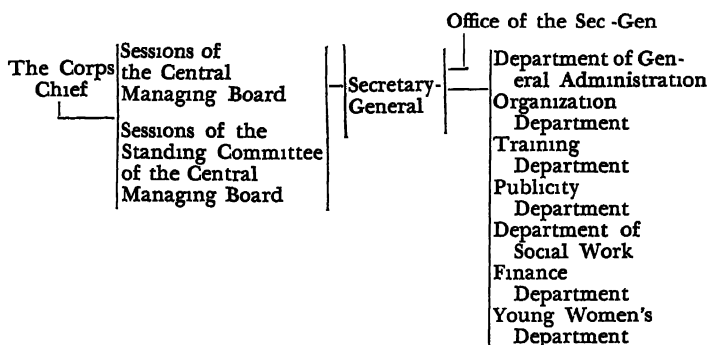 Office of the Sec -Gen
The Corps
Chief
Sessions of
the Central
Managing Board
Sessions of the
Standing Committee
of the Central
Managing Board
Secretary-
General
Department of Gen-
eral Administration
Organization
Department
Training
Department
Publicity
Department
Department of
Social Work
Finance
Department
Young Women's
Department